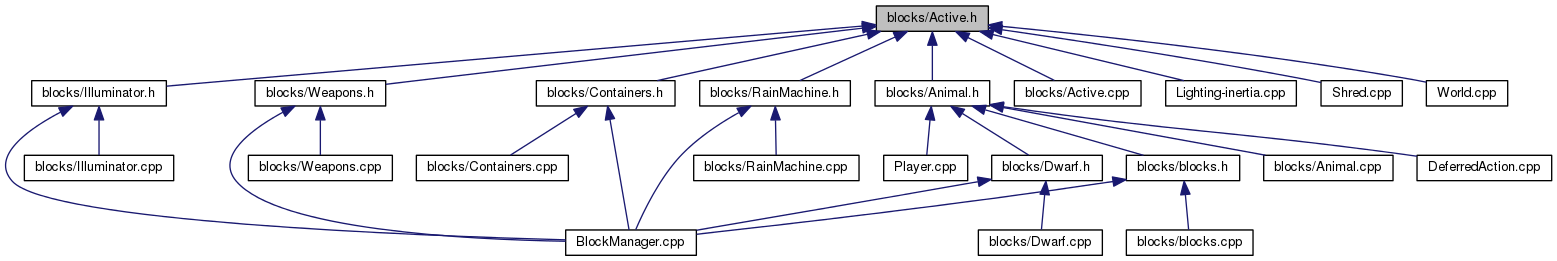 blocks/Active.h
blocks/Illuminator.h
blocks/Weapons.h
blocks/Containers.h
blocks/RainMachine.h
blocks/Animal.h
blocks/Active.cpp
Lighting-inertia.cpp
Shred.cpp
World.cpp
blocks/Illuminator.cpp
blocks/Weapons.cpp
blocks/Containers.cpp
blocks/RainMachine.cpp
Player.cpp
blocks/Dwarf.h
blocks/blocks.h
blocks/Animal.cpp
DeferredAction.cpp
BlockManager.cpp
blocks/Dwarf.cpp
blocks/blocks.cpp